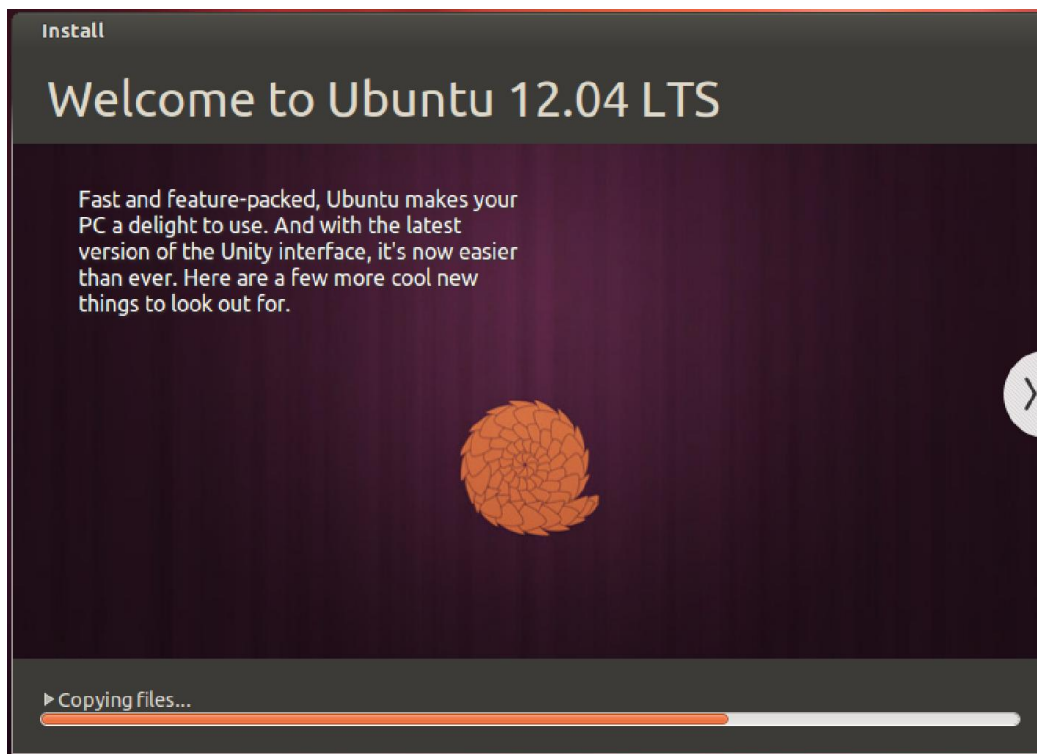 Install
Welcome to Ubuntu 12.04 LTS
Fast and feature-packed, Ubuntu makes your
PC a delight to use. And with the latest
version of the Unity interface, it's now easier
than ever. Here are a few more cool new
things to look out for.
Copying files...